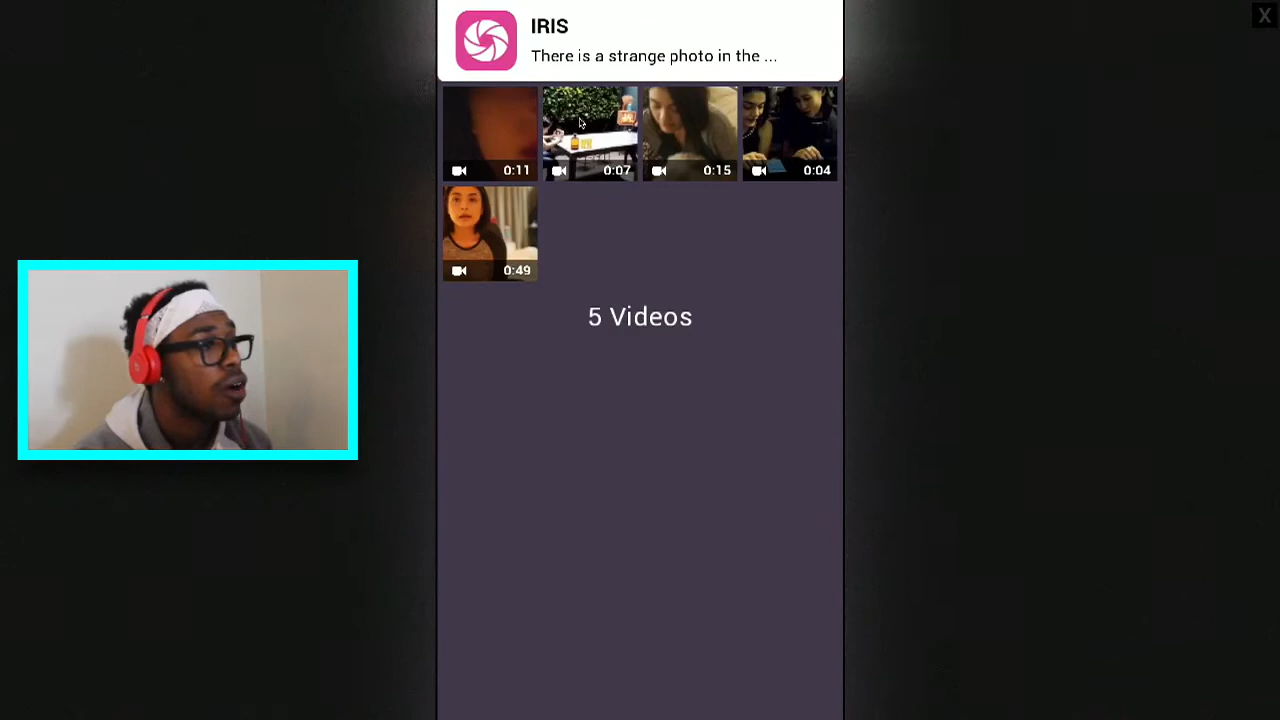 X
IRIS
There is a strange photo in the ...
0:11
0:07
0:15
0:04
0:49
5 Videos